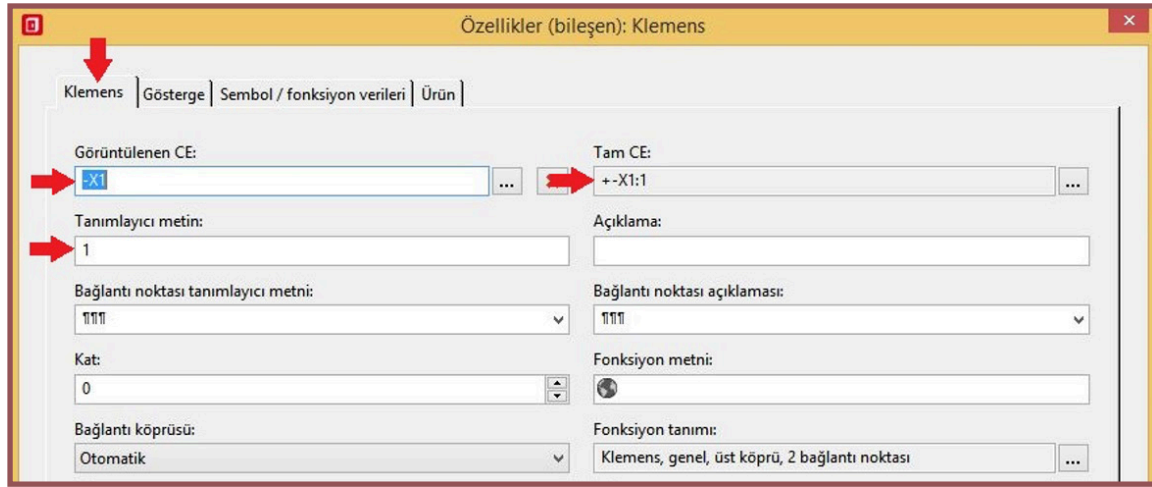 Özellikler (bileşen): Klemens
Klemens Gösterge Sembol / fonksiyon verileri Ürün
Görüntülenen CE: Tam CE:
-X1 ... +-X1:1 ...
Tanımlayıcı metin: Açıklama:
1
Bağlantı noktası tanımlayıcı metni: Bağlantı noktası açıklaması:
¶¶¶ ¶¶¶
Kat: Fonksiyon metni:
0
Bağlantı köprüsü: Fonksiyon tanımı:
Otomatik Klemens, genel, üst köprü, 2 bağlantı noktası ...